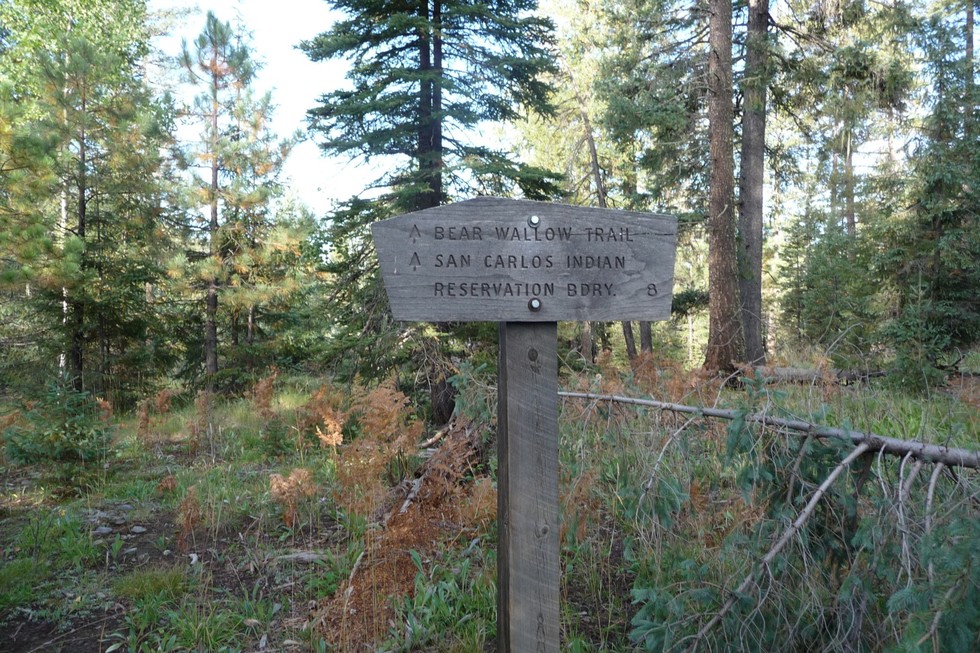 BEAR WALLOW TRAIL
SAN CARLOS INDIAN
RESERVATION BDRY. 8